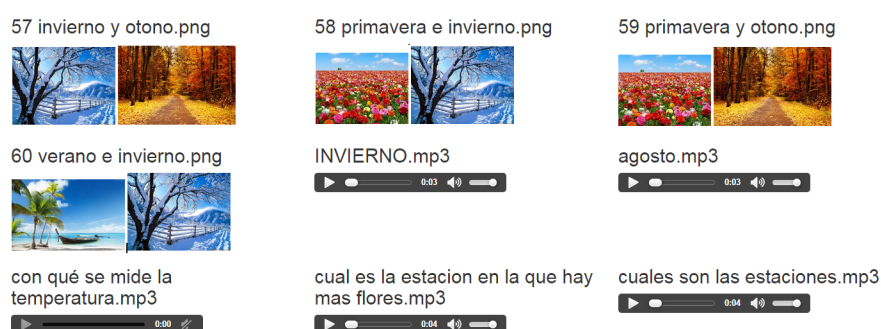 57 invierno y otono.png
58 primavera e invierno.png
59 primavera y otono.png
60 verano e invierno.png
INVIERNO.mp3
0:03
agosto.mp3
0:03
con qué se mide la
temperatura.mp3
0:00
cual es la estacion en la que hay
mas flores.mp3
0:04
cuales son las estaciones.mp3
0:04